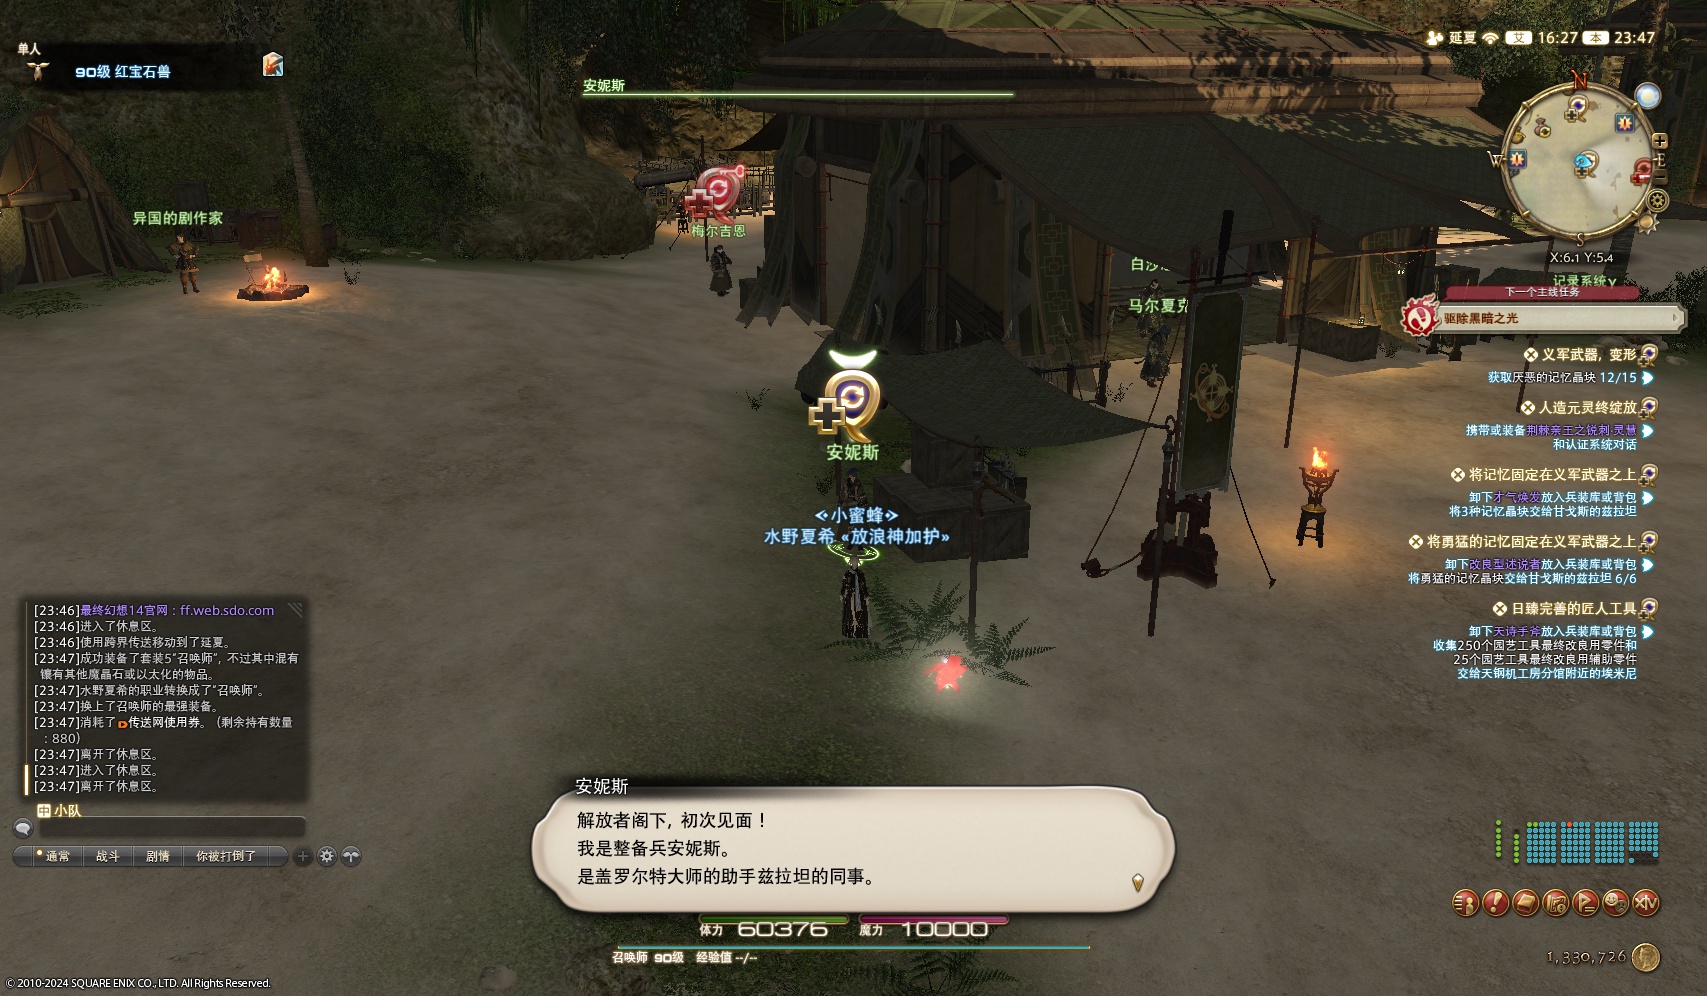 单人
90级 红宝石兽
安妮斯
延夏 艾 16:27 本 23:47
异国的剧作家
梅尔吉恩
马尔夏克
安妮斯
«小蜜蜂»
水野夏希 «放浪神加护»
N
W
E
S
X:6.1 Y:5.4
记录系统γ
下一个主线任务
驱除黑暗之光
义军武器，变形
获取厌恶的记忆晶块 12/15
人造元灵终绽放
携带或装备荆棘亲王之锐刺·灵慧
和认证系统对话
将记忆固定在义军武器之上
卸下才气焕发放入兵装库或背包
将3种记忆晶块交给甘戈斯的兹拉坦
将勇猛的记忆固定在义军武器之上
卸下改良型述说者放入兵装库或背包
将勇猛的记忆晶块交给甘戈斯的兹拉坦 6/6
日臻完善的匠人工具
卸下天诗手斧放入兵装库或背包
收集250个园艺工具最终改良用零件和
25个园艺工具最终改良用辅助零件
交给天钢机工房分馆附近的埃米尼
[23:46]最终幻想14官网：ff.web.sdo.com
[23:46]进入了休息区。
[23:46]使用跨界传送移动到了延夏。
[23:47]成功装备了套装5“召唤师”，不过其中混有
镶有其他魔晶石或以太化的物品。
[23:47]水野夏希的职业转换成了“召唤师”。
[23:47]换上了召唤师的最强装备。
[23:47]消耗了传送网使用券。（剩余持有数量
：880）
[23:47]离开了休息区。
[23:47]进入了休息区。
[23:47]离开了休息区。
中 小队
通常 战斗 剧情 你被打倒了
安妮斯
解放者阁下，初次见面！
我是整备兵安妮斯。
是盖罗尔特大师的助手兹拉坦的同事。
体力 60376 魔力 10000
召唤师 90级 经验值 --/--
XIV
1,330,726
© 2010-2024 SQUARE ENIX CO., LTD. All Rights Reserved.